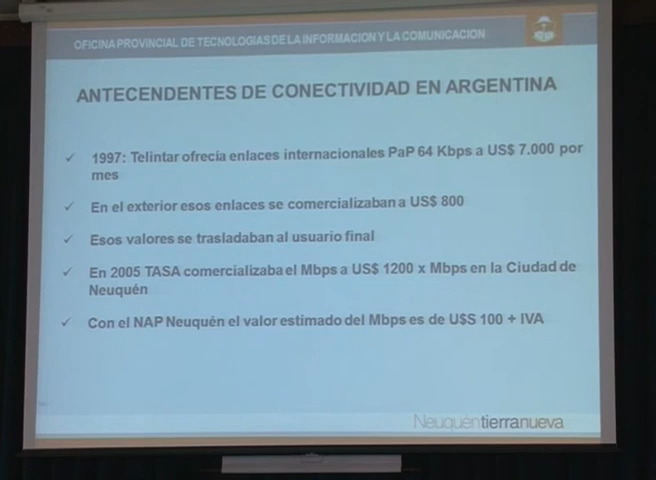 OFICINA PROVINCIAL DE TECNOLOGIAS DE LA INFORMACION Y LA COMUNICACION
ANTECENDENTES DE CONECTIVIDAD EN ARGENTINA
✓ 1997: Telintar ofrecía enlaces internacionales PaP 64 Kbps a US$ 7.000 por
mes
✓ En el exterior esos enlaces se comercializaban a US$ 800
✓ Esos valores se trasladaban al usuario final
✓ En 2005 TASA comercializaba el Mbps a US$ 1200 x Mbps en la Ciudad de
Neuquén
✓ Con el NAP Neuquén el valor estimado del Mbps es de U$S 100 + IVA
Neuquéntierranueva